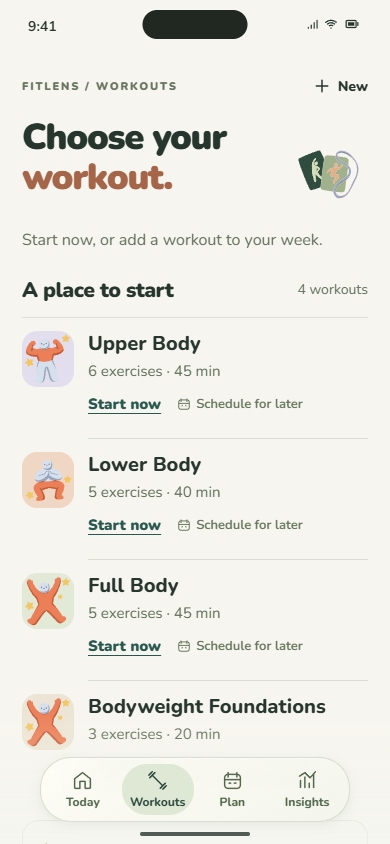 9:41
FITLENS / WORKOUTS
New
Choose your
workout.
Start now, or add a workout to your week.
A place to start
4 workouts
Upper Body
6 exercises · 45 min
Start now
Schedule for later
Lower Body
5 exercises · 40 min
Start now
Schedule for later
Full Body
5 exercises · 45 min
Start now
Schedule for later
Bodyweight Foundations
3 exercises · 20 min
Today
Workouts
Plan
Insights